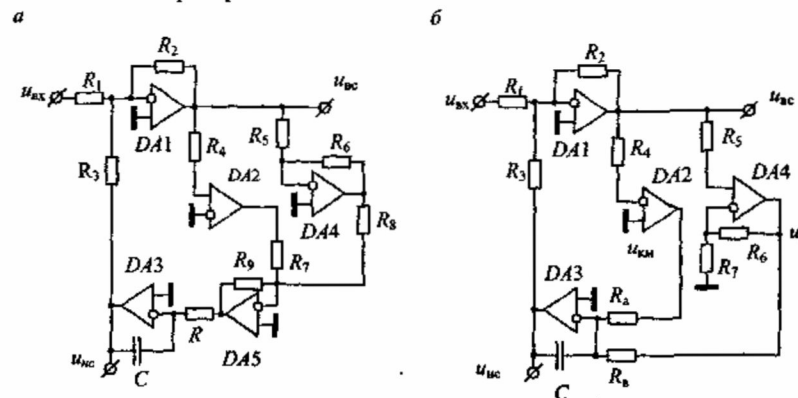 а
R₂
uвх
R₁
uвс
DA1
R₃
R₄
R₅
R₆
DA2
DA4
R₈
DA3
R₉
R₇
R
uнс
C
DA5
б
R₂
uвх
R₁
uвс
DA1
R₃
R₄
R₅
DA2
DA4
uкм
R₇
R₆
u
DA3
Rа
uнс
C
Rв